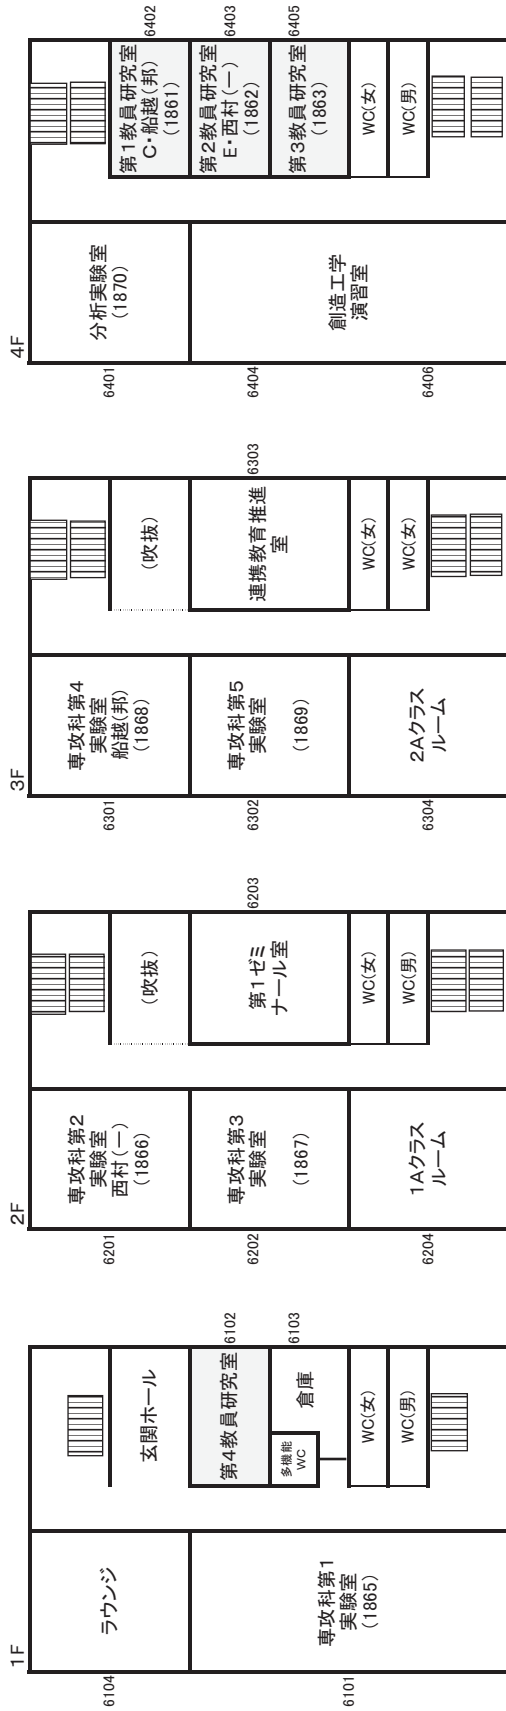 4F
6402
6403
6405
第1教員研究室
C・船越(邦)
(1861)
第2教員研究室
E・西村(一)
(1862)
第3教員研究室
(1863)
WC(女)
WC(男)
分析実験室
(1870)
創造工学
演習室
6401
6404
6406
3F
6303
(吹抜)
連携教育推進
室
WC(女)
WC(女)
専攻科第4
実験室
船越(邦)
(1868)
専攻科第5
実験室
(1869)
2Aクラス
ルーム
6301
6302
6304
2F
6203
(吹抜)
第1ゼミ
ナール室
WC(女)
WC(男)
専攻科第2
実験室
西村(一)
(1866)
専攻科第3
実験室
(1867)
1Aクラス
ルーム
6201
6202
6204
1F
6102
6103
玄関ホール
第4教員研究室
倉庫
多機能
WC
WC(女)
WC(男)
ラウンジ
専攻科第1
実験室
(1865)
6104
6101